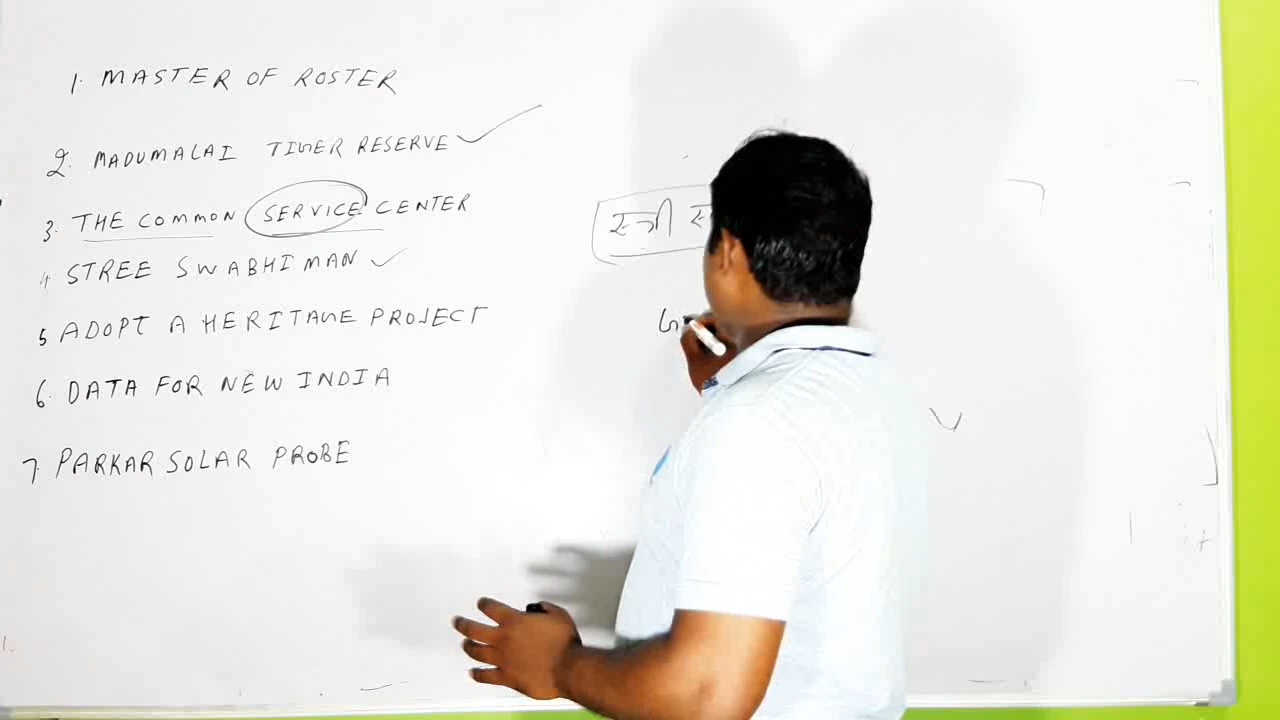 1. MASTER OF ROSTER
2. MADUMALAI TIGER RESERVE
3. THE COMMON SERVICE CENTER
4. STREE SWABHIMAN
5 ADOPT A HERITAGE PROJECT
6. DATA FOR NEW INDIA
7. PARKAR SOLAR PROBE
स्त्री